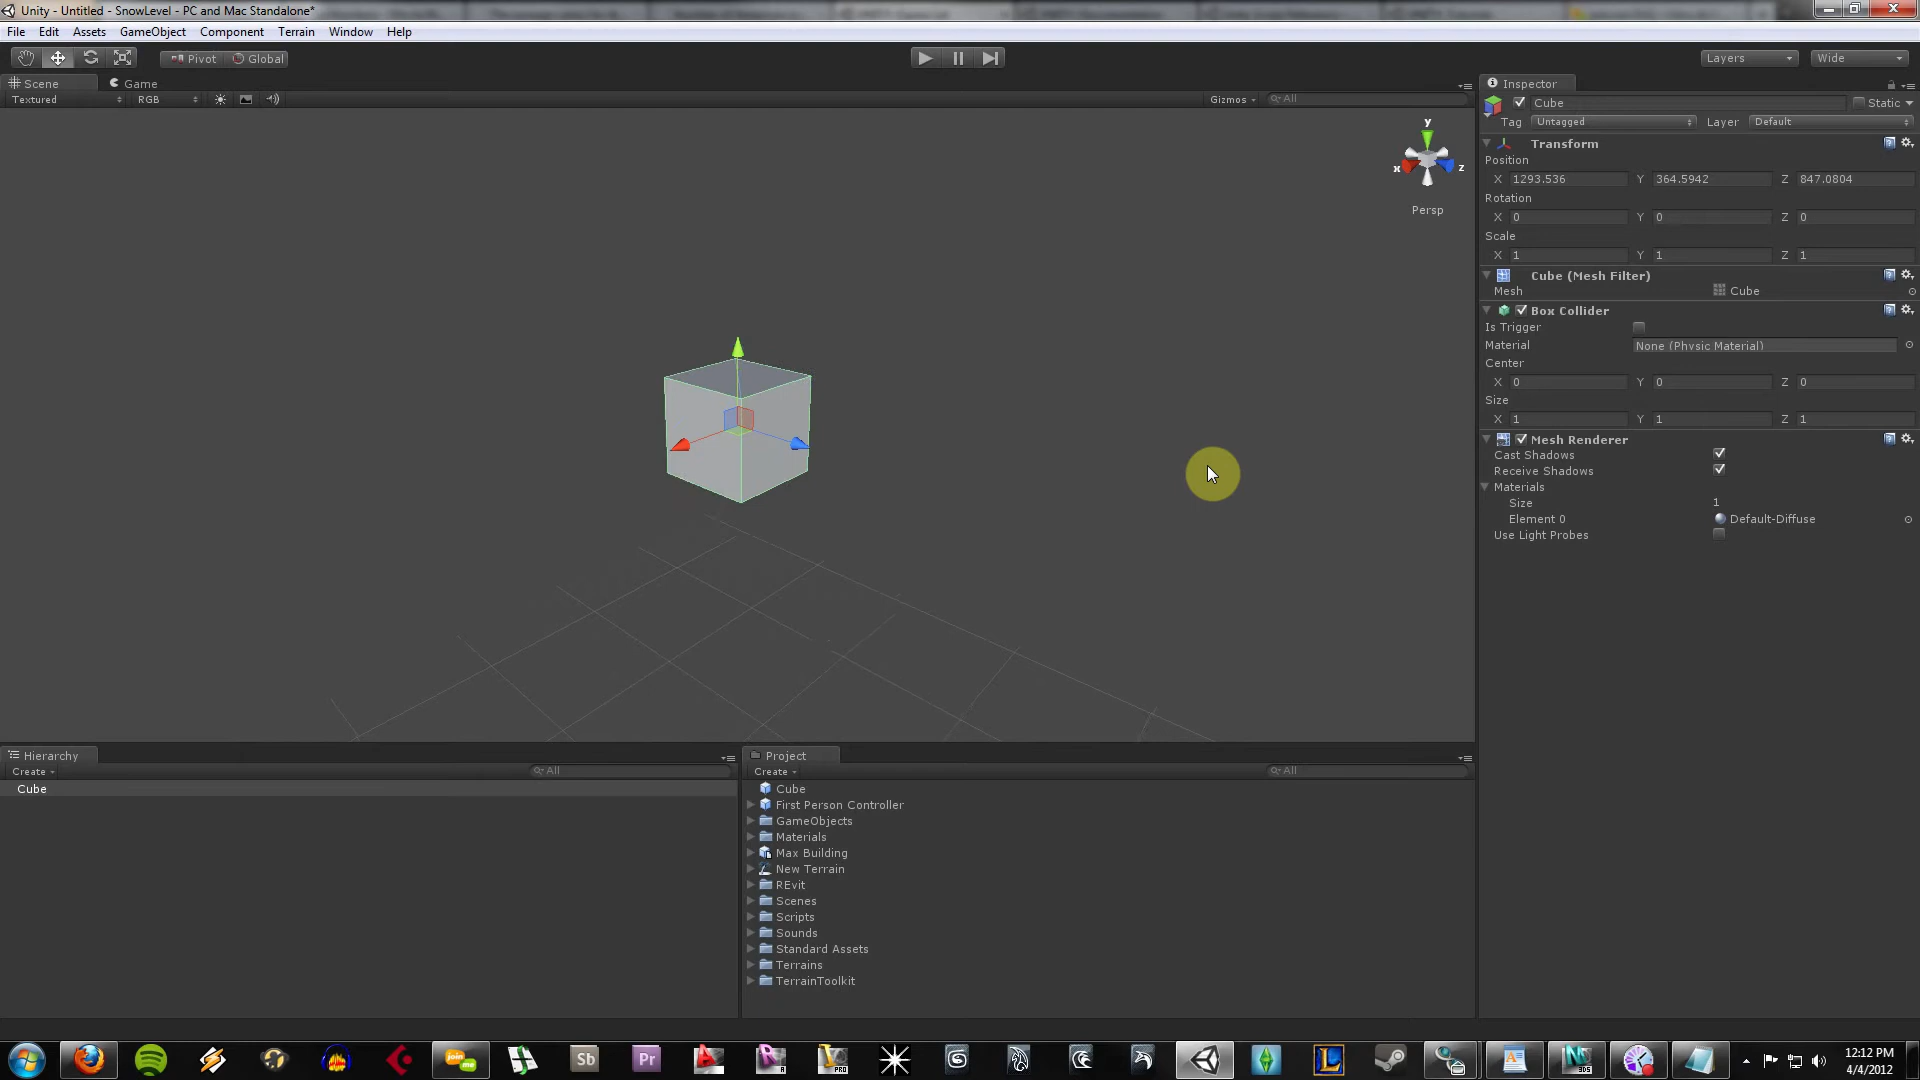 Unity - Untitled - SnowLevel - PC and Mac Standalone*
File Edit Assets GameObject Component Terrain Window Help
Pivot Global Layers Wide
Scene Game
Textured RGB Gizmos All
y
x z
Persp
Inspector
Cube Static
Tag Untagged Layer Default
Transform
Position
X 1293.536 Y 364.5942 Z 847.0804
Rotation
X 0 Y 0 Z 0
Scale
X 1 Y 1 Z 1
Cube (Mesh Filter)
Mesh Cube
Box Collider
Is Trigger
Material None (Physic Material)
Center
X 0 Y 0 Z 0
Size
X 1 Y 1 Z 1
Mesh Renderer
Cast Shadows
Receive Shadows
Materials
Size 1
Element 0 Default-Diffuse
Use Light Probes
Hierarchy
Create All
Cube
Project
Create All
Cube
First Person Controller
GameObjects
Materials
Max Building
New Terrain
REvit
Scenes
Scripts
Sounds
Standard Assets
Terrains
TerrainToolkit
join me Sb Pr PRO L 3DS
12:12 PM
4/4/2012